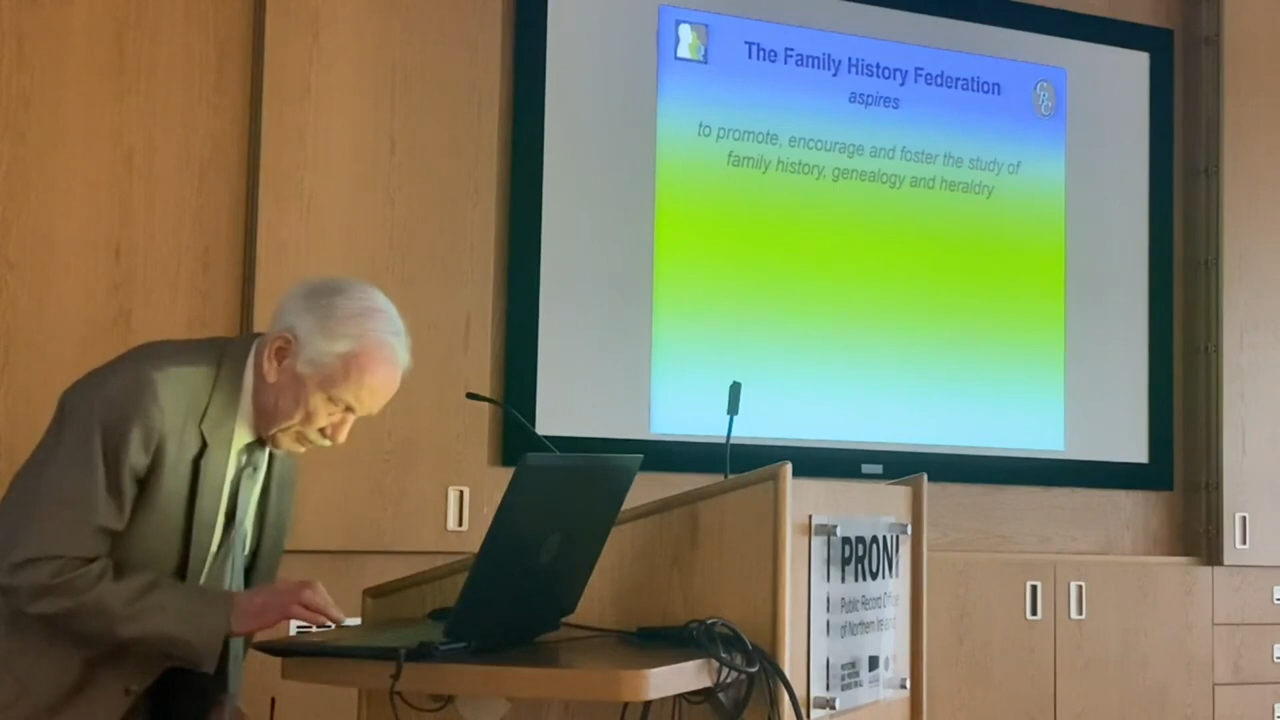 The Family History Federation
aspires
to promote, encourage and foster the study of
family history, genealogy and heraldry
PRONI
Public Record Office
of Northern Ireland